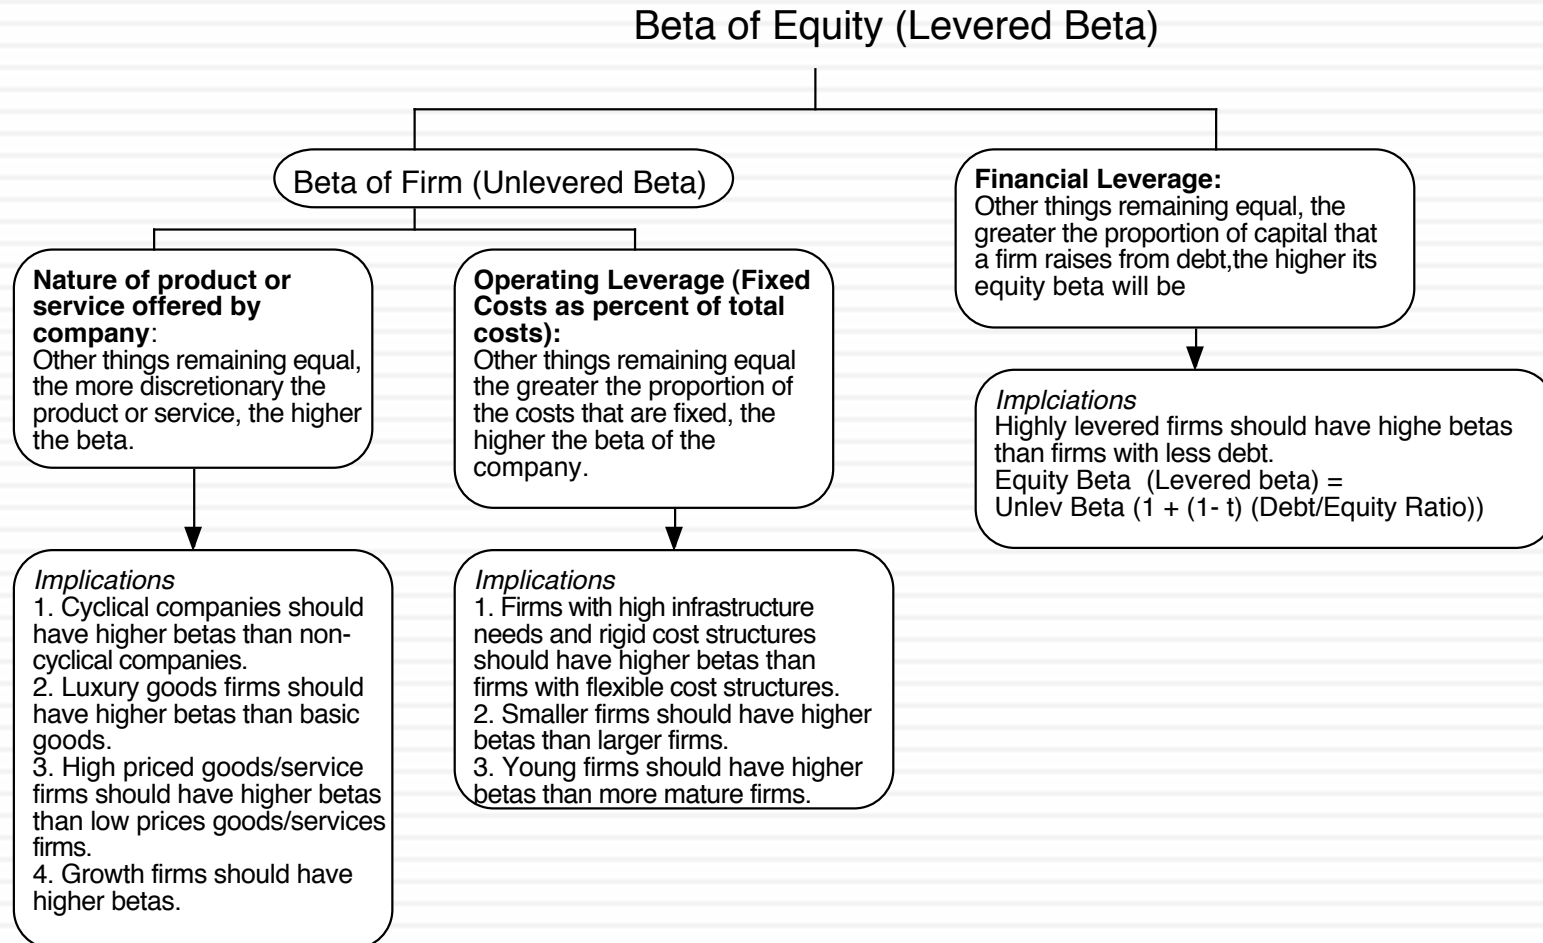 Beta of Equity (Levered Beta)
Beta of Firm (Unlevered Beta)
Nature of product or
service offered by
company:
Other things remaining equal,
the more discretionary the
product or service, the higher
the beta.
Operating Leverage (Fixed
Costs as percent of total
costs):
Other things remaining equal
the greater the proportion of
the costs that are fixed, the
higher the beta of the
company.
Financial Leverage:
Other things remaining equal, the
greater the proportion of capital that
a firm raises from debt,the higher its
equity beta will be
Implications
1. Cyclical companies should
have higher betas than non-
cyclical companies.
2. Luxury goods firms should
have higher betas than basic
goods.
3. High priced goods/service
firms should have higher betas
than low prices goods/services
firms.
4. Growth firms should have
higher betas.
Implications
1. Firms with high infrastructure
needs and rigid cost structures
should have higher betas than
firms with flexible cost structures.
2. Smaller firms should have higher
betas than larger firms.
3. Young firms should have higher
betas than more mature firms.
Implciations
Highly levered firms should have highe betas
than firms with less debt.
Equity Beta  (Levered beta) =
Unlev Beta (1 + (1- t) (Debt/Equity Ratio))